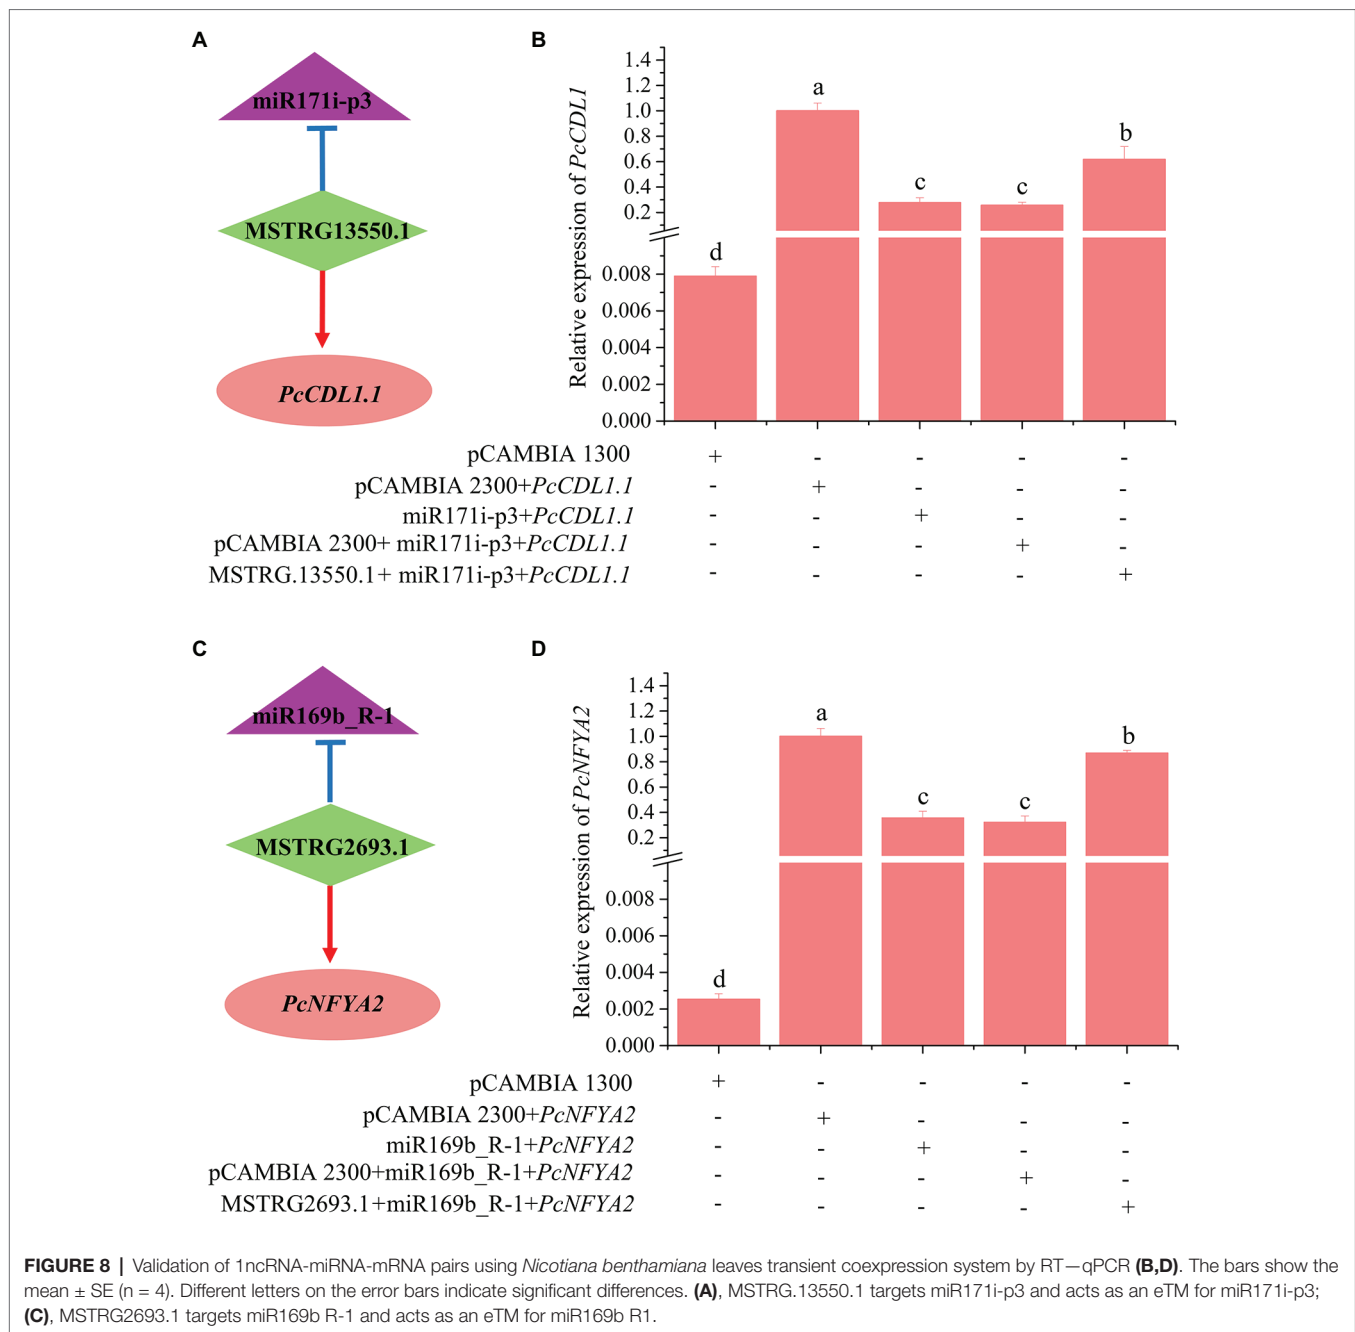 A
miR171i-p3
MSTRG13550.1
PcCDL1.1
B
Relative expression of PcCDL1
1.4
1.2
1.0
0.8
0.6
0.4
0.2
0.008
0.006
0.004
0.002
0.000
d
a
c
c
b
pCAMBIA 1300 + - - - -
pCAMBIA 2300+PcCDL1.1 - + - - -
miR171i-p3+PcCDL1.1 - - + - -
pCAMBIA 2300+ miR171i-p3+PcCDL1.1 - - - + -
MSTRG.13550.1+ miR171i-p3+PcCDL1.1 - - - - +
C
miR169b_R-1
MSTRG2693.1
PcNFYA2
D
Relative expression of PcNFYA2
1.4
1.2
1.0
0.8
0.6
0.4
0.2
0.008
0.006
0.004
0.002
0.000
d
a
c
c
b
pCAMBIA 1300 + - - - -
pCAMBIA 2300+PcNFYA2 - + - - -
miR169b_R-1+PcNFYA2 - - + - -
pCAMBIA 2300+miR169b_R-1+PcNFYA2 - - - + -
MSTRG2693.1+miR169b_R-1+PcNFYA2 - - - - +
FIGURE 8 | Validation of 1ncRNA-miRNA-mRNA pairs using Nicotiana benthamiana leaves transient coexpression system by RT—qPCR (B,D). The bars show the
mean ± SE (n = 4). Different letters on the error bars indicate significant differences. (A), MSTRG.13550.1 targets miR171i-p3 and acts as an eTM for miR171i-p3;
(C), MSTRG2693.1 targets miR169b R-1 and acts as an eTM for miR169b R1.